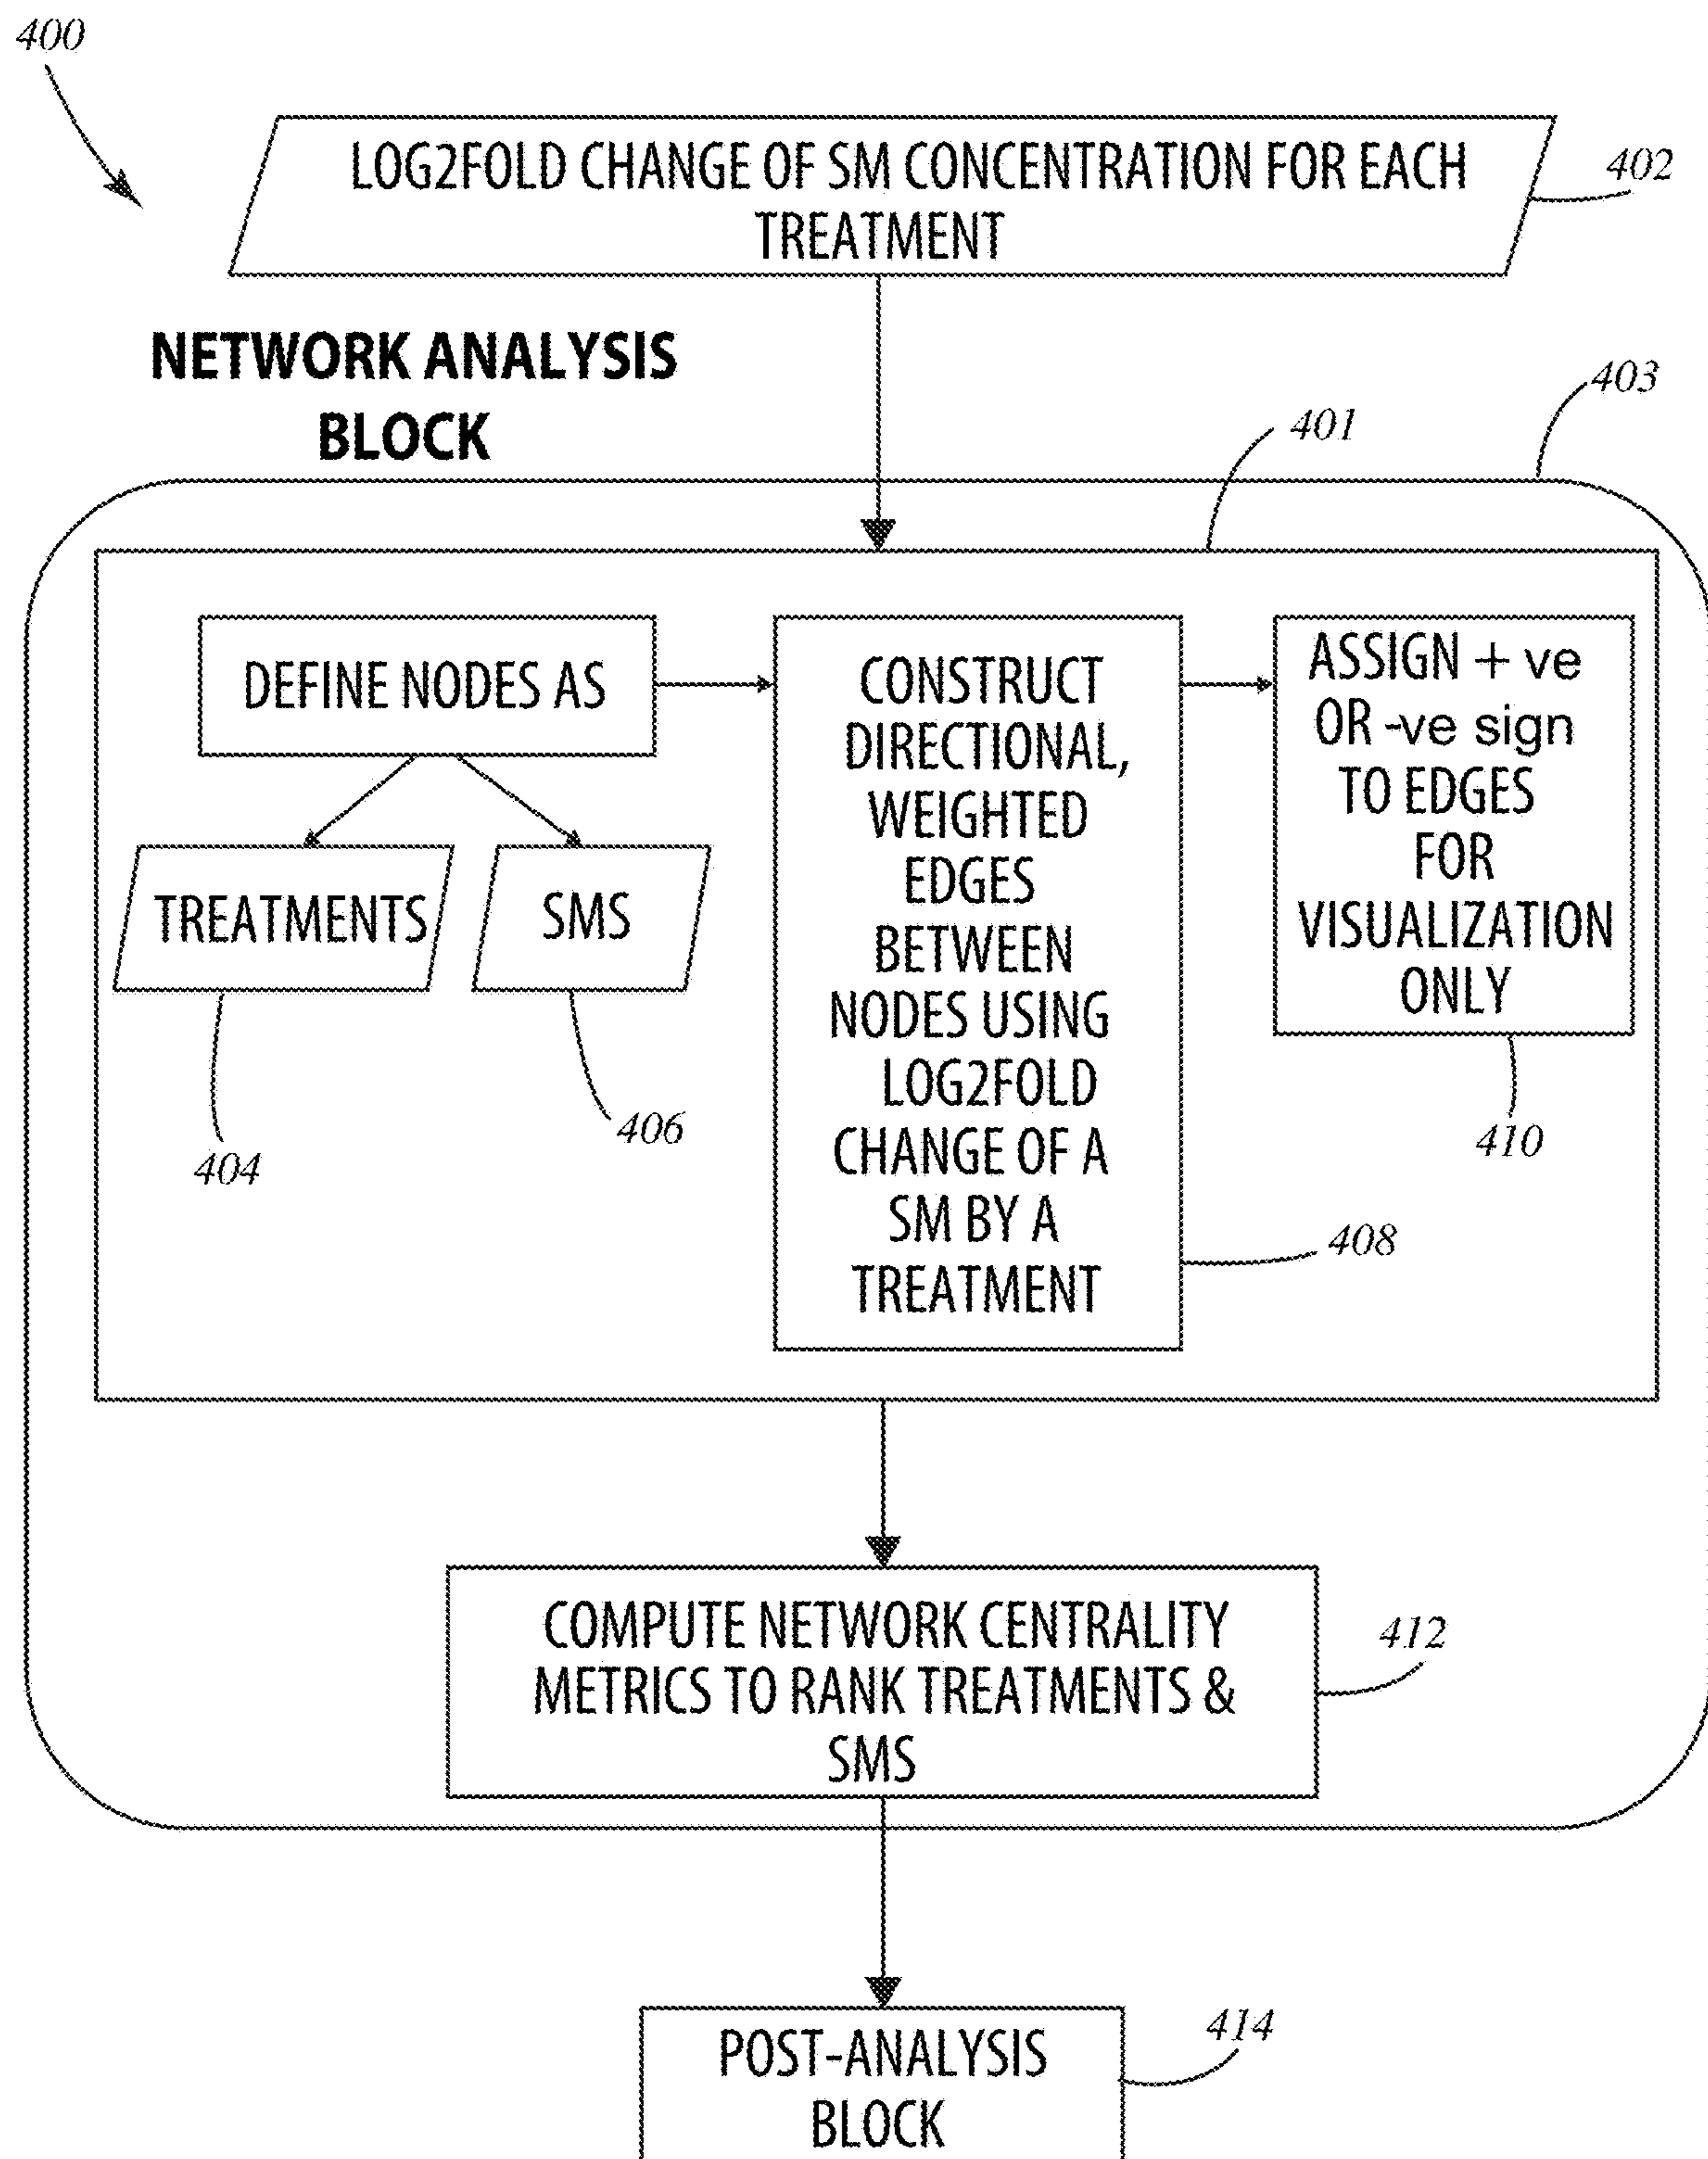 400
LOG2FOLD CHANGE OF SM CONCENTRATION FOR EACH
TREATMENT
402
NETWORK ANALYSIS
BLOCK
403
401
DEFINE NODES AS
TREATMENTS
SMS
404
406
CONSTRUCT
DIRECTIONAL,
WEIGHTED
EDGES
BETWEEN
NODES USING
LOG2FOLD
CHANGE OF A
SM BY A
TREATMENT
408
ASSIGN + ve
OR -ve sign
TO EDGES
FOR
VISUALIZATION
ONLY
410
COMPUTE NETWORK CENTRALITY
METRICS TO RANK TREATMENTS &
SMS
412
POST-ANALYSIS
BLOCK
414